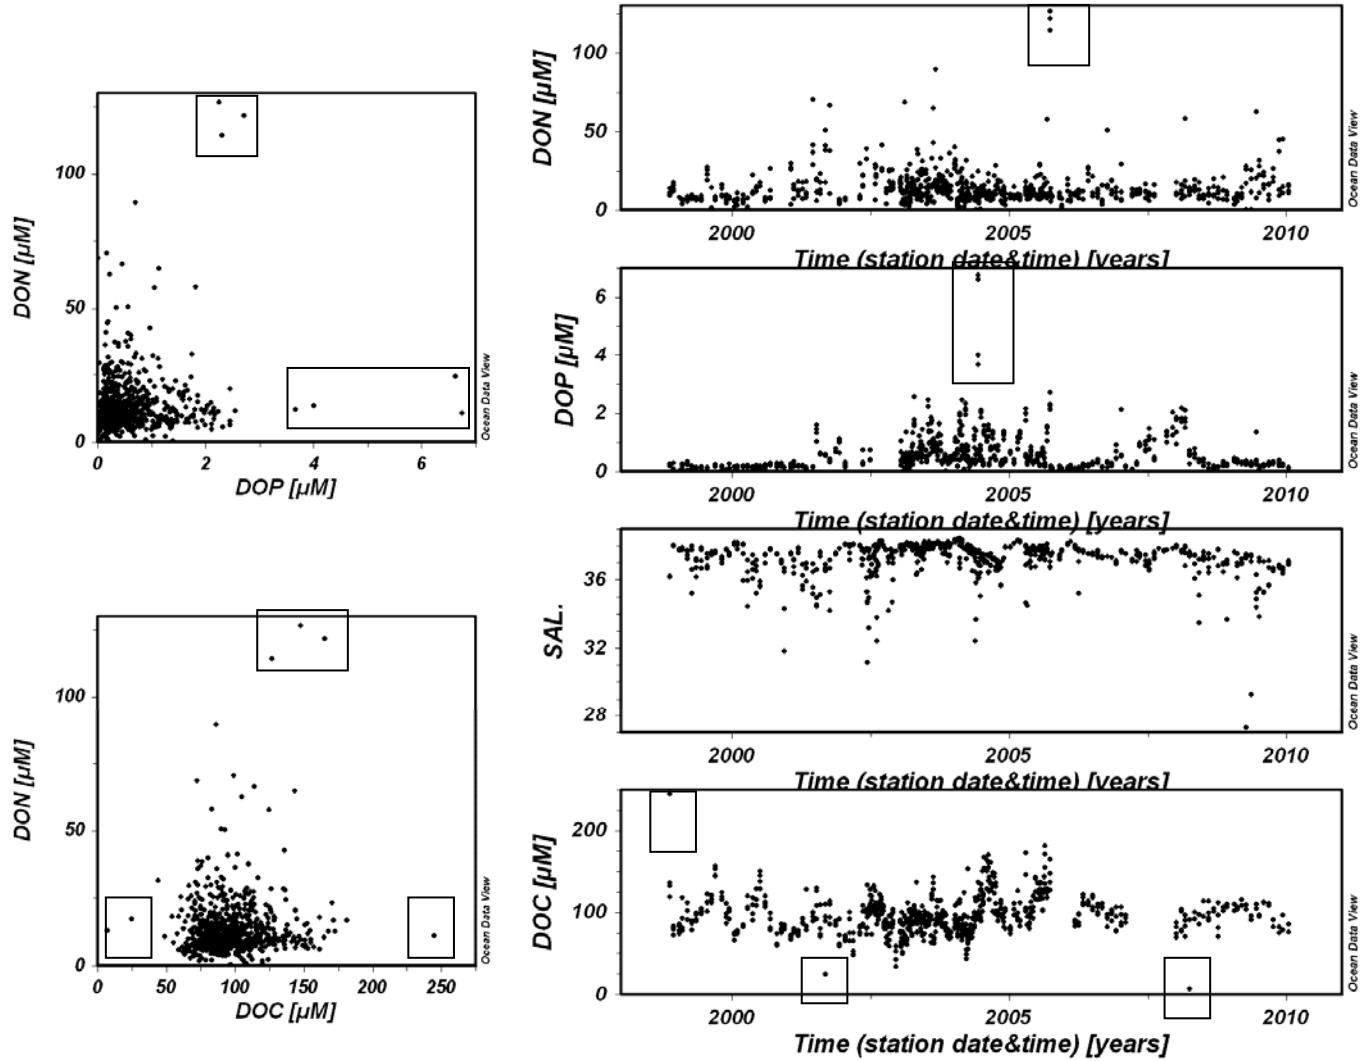 DON [µM]
100
50
0
0
2
4
6
DOP [µM]
Ocean Data View
DON [µM]
100
50
0
0
50
100
150
200
250
DOC [µM]
Ocean Data View
DON [µM]
100
50
0
2000
2005
2010
Time (station date&time) [years]
Ocean Data View
DOP [µM]
6
4
2
0
2000
2005
2010
Time (station date&time) [years]
Ocean Data View
SAL.
36
32
28
2000
2005
2010
Time (station date&time) [years]
Ocean Data View
DOC [µM]
200
100
0
2000
2005
2010
Time (station date&time) [years]
Ocean Data View